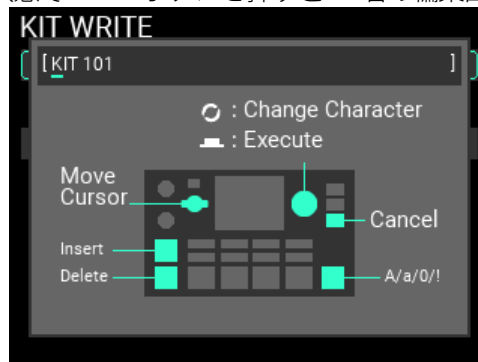 KIT WRITE
[KIT 101 ]
: Change Character
: Execute
Move
Cursor
Cancel
Insert
Delete
A/a/0/!